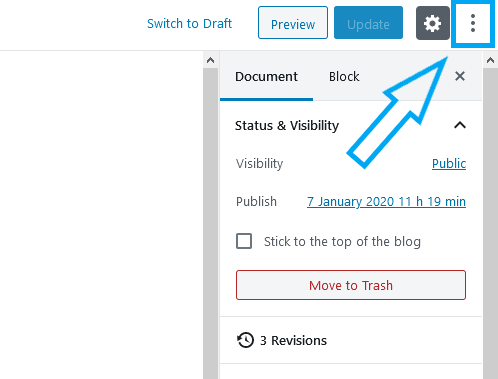 Switch to Draft Preview Update
Document Block
Status & Visibility
Visibility Public
Publish 7 January 2020 11 h 19 min
Stick to the top of the blog
Move to Trash
3 Revisions